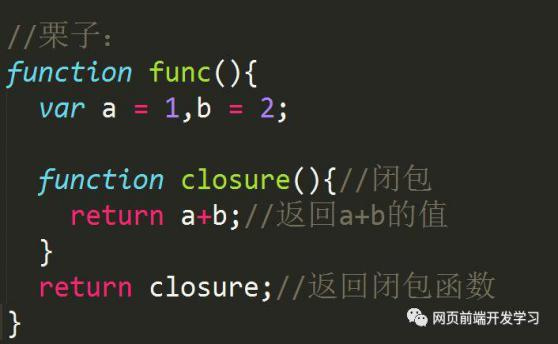 //栗子：
function func(){
  var a = 1,b = 2;

  function closure(){//闭包
    return a+b;//返回a+b的值
  }
  return closure;//返回闭包函数
}
网页前端开发学习